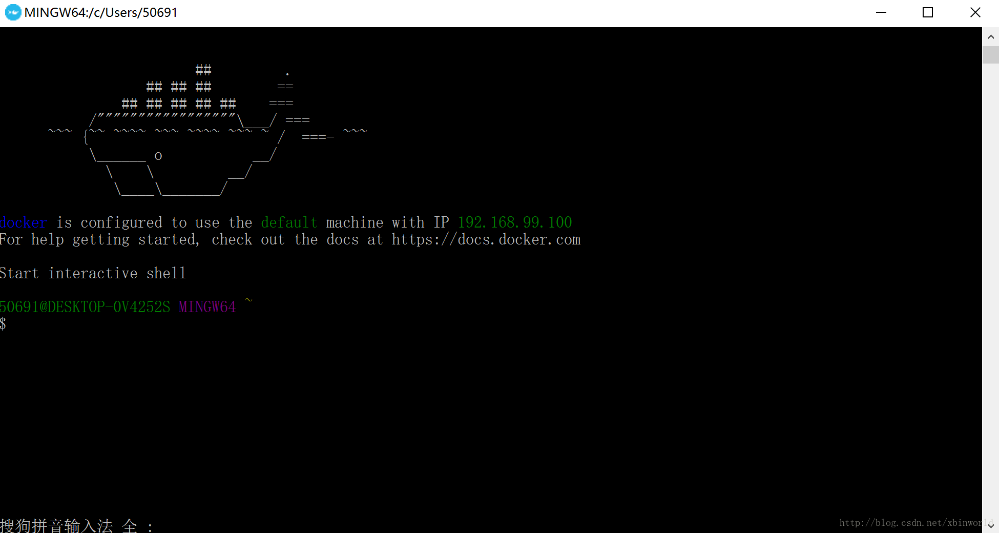 MINGW64:/c/Users/50691
                        ##         .
                  ## ## ##        ==
               ## ## ## ## ##    ===
           /"""""""""""""""""\___/ ===
      ~~~ {~~ ~~~~ ~~~ ~~~~ ~~~ ~ /  ===- ~~~
           \______ o           __/
             \    \         __/
              \____\_______/
docker is configured to use the default machine with IP 192.168.99.100
For help getting started, check out the docs at https://docs.docker.com
Start interactive shell
50691@DESKTOP-OV4252S MINGW64 ~
$
搜狗拼音输入法 全 :
http://blog.csdn.net/xbinworld